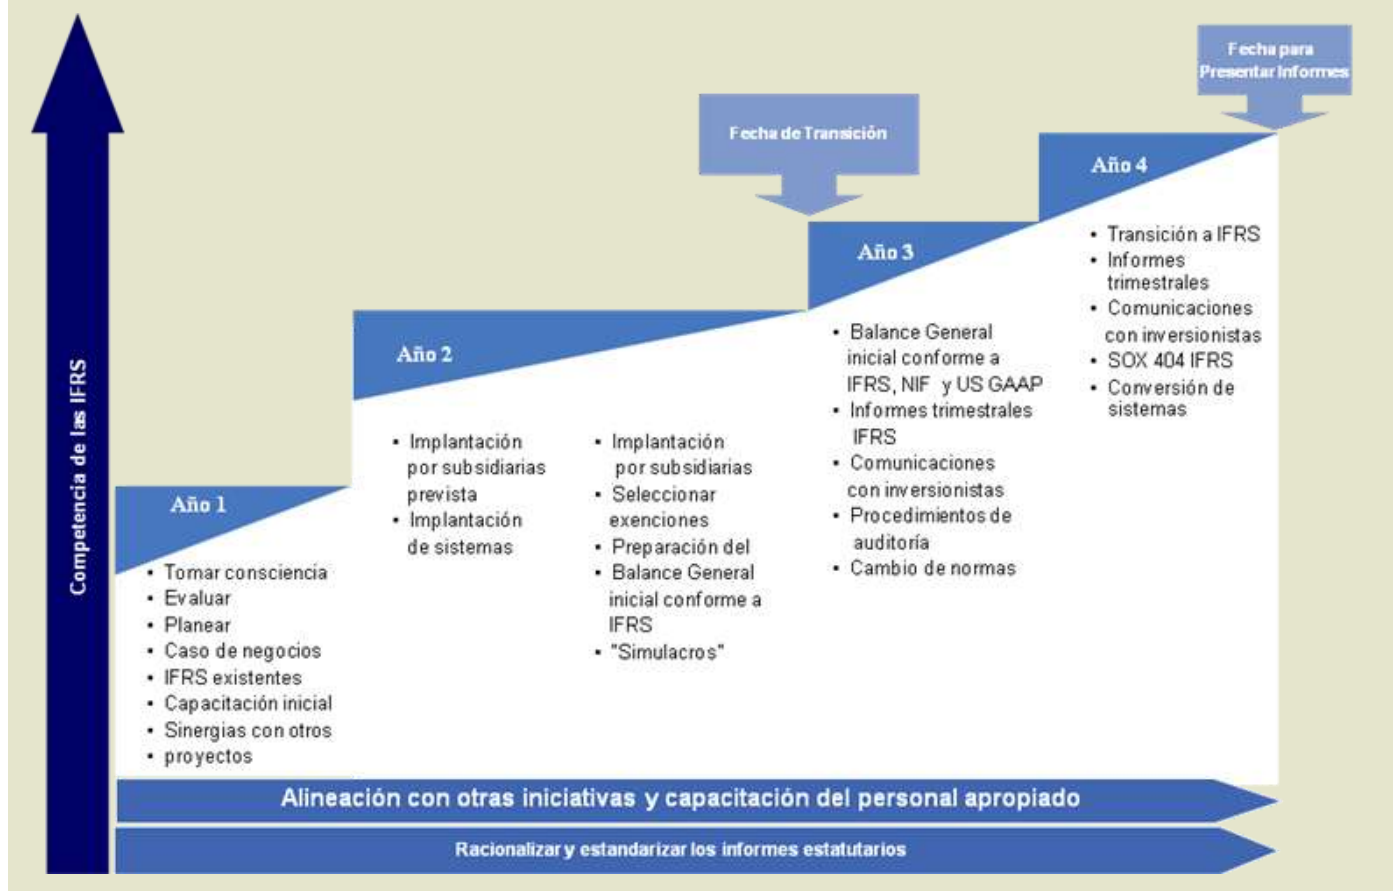 Fecha para
Presentar Informes
Fecha de Transición
Año 4
• Transición a IFRS
• Informes
trimestrales
• Comunicaciones
con inversionistas
• SOX 404 IFRS
• Conversión de
sistemas
Año 3
• Balance General
inicial conforme a
IFRS, NIF y US GAAP
• Informes trimestrales
IFRS
• Comunicaciones
con inversionistas
• Procedimientos de
auditoría
• Cambio de normas
Año 2
• Implantación
por subsidiarias
prevista
• Implantación
de sistemas
• Implantación
por subsidiarias
• Seleccionar
exenciones
• Preparación del
• Balance General
inicial conforme a
IFRS
• "Simulacros"
Año 1
• Tomar consciencia
• Evaluar
• Planear
• Caso de negocios
• IFRS existentes
• Capacitación inicial
• Sinergias con otros
• proyectos
Competencia de las IFRS
Alineación con otras iniciativas y capacitación del personal apropiado
Racionalizar y estandarizar los informes estatutarios